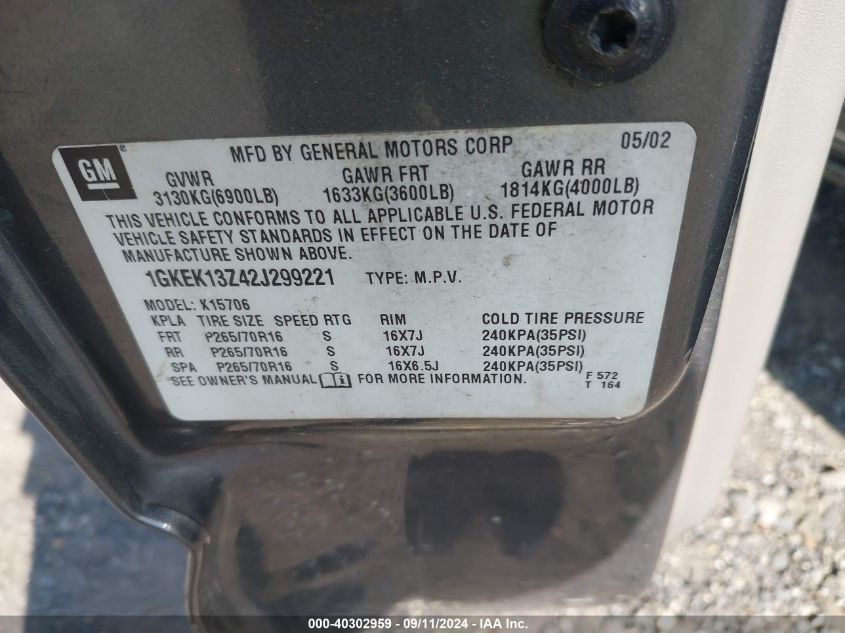 GM
MFD BY GENERAL MOTORS CORP 05/02
GVWR GAWR FRT GAWR RR
3130KG(6900LB) 1633KG(3600LB) 1814KG(4000LB)
THIS VEHICLE CONFORMS TO ALL APPLICABLE U.S. FEDERAL MOTOR
VEHICLE SAFETY STANDARDS IN EFFECT ON THE DATE OF
MANUFACTURE SHOWN ABOVE.
1GKEK13Z42J299221 TYPE: M.P.V.
MODEL: K15706
KPLA TIRE SIZE SPEED RTG RIM COLD TIRE PRESSURE
FRT P265/70R16 S 16X7J 240KPA(35PSI)
RR P265/70R16 S 16X7J 240KPA(35PSI)
SPA P265/70R16 S 16X6.5J 240KPA(35PSI)
SEE OWNER'S MANUAL FOR MORE INFORMATION.
F 572
T 164
000-40302959 - 09/11/2024 - IAA Inc.